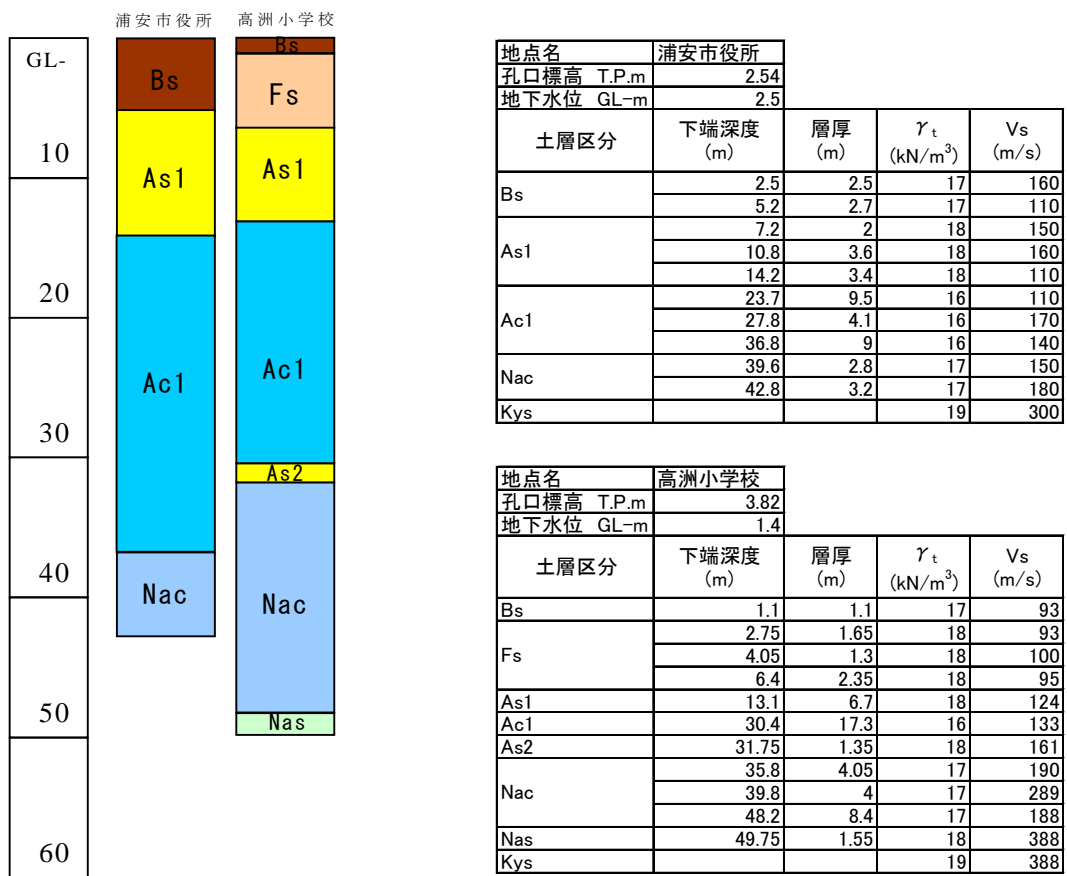 浦安市役所 高洲小学校
GL-
10
20
30
40
50
60
Bs
As1
Ac1
Nac
Bs
Fs
As1
Ac1
As2
Nac
Nas
地点名 浦安市役所
孔口標高 T.P.m 2.54
地下水位 GL-m 2.5
土層区分 下端深度 (m) 層厚 (m) γt (kN/m³) Vs (m/s)
Bs 2.5 2.5 17 160
5.2 2.7 17 110
As1 7.2 2 18 150
10.8 3.6 18 160
14.2 3.4 18 110
Ac1 23.7 9.5 16 110
27.8 4.1 16 170
36.8 9 16 140
Nac 39.6 2.8 17 150
42.8 3.2 17 180
Kys 19 300
地点名 高洲小学校
孔口標高 T.P.m 3.82
地下水位 GL-m 1.4
土層区分 下端深度 (m) 層厚 (m) γt (kN/m³) Vs (m/s)
Bs 1.1 1.1 17 93
Fs 2.75 1.65 18 93
4.05 1.3 18 100
6.4 2.35 18 95
As1 13.1 6.7 18 124
Ac1 30.4 17.3 16 133
As2 31.75 1.35 18 161
Nac 35.8 4.05 17 190
39.8 4 17 289
48.2 8.4 17 188
Nas 49.75 1.55 18 388
Kys 19 388